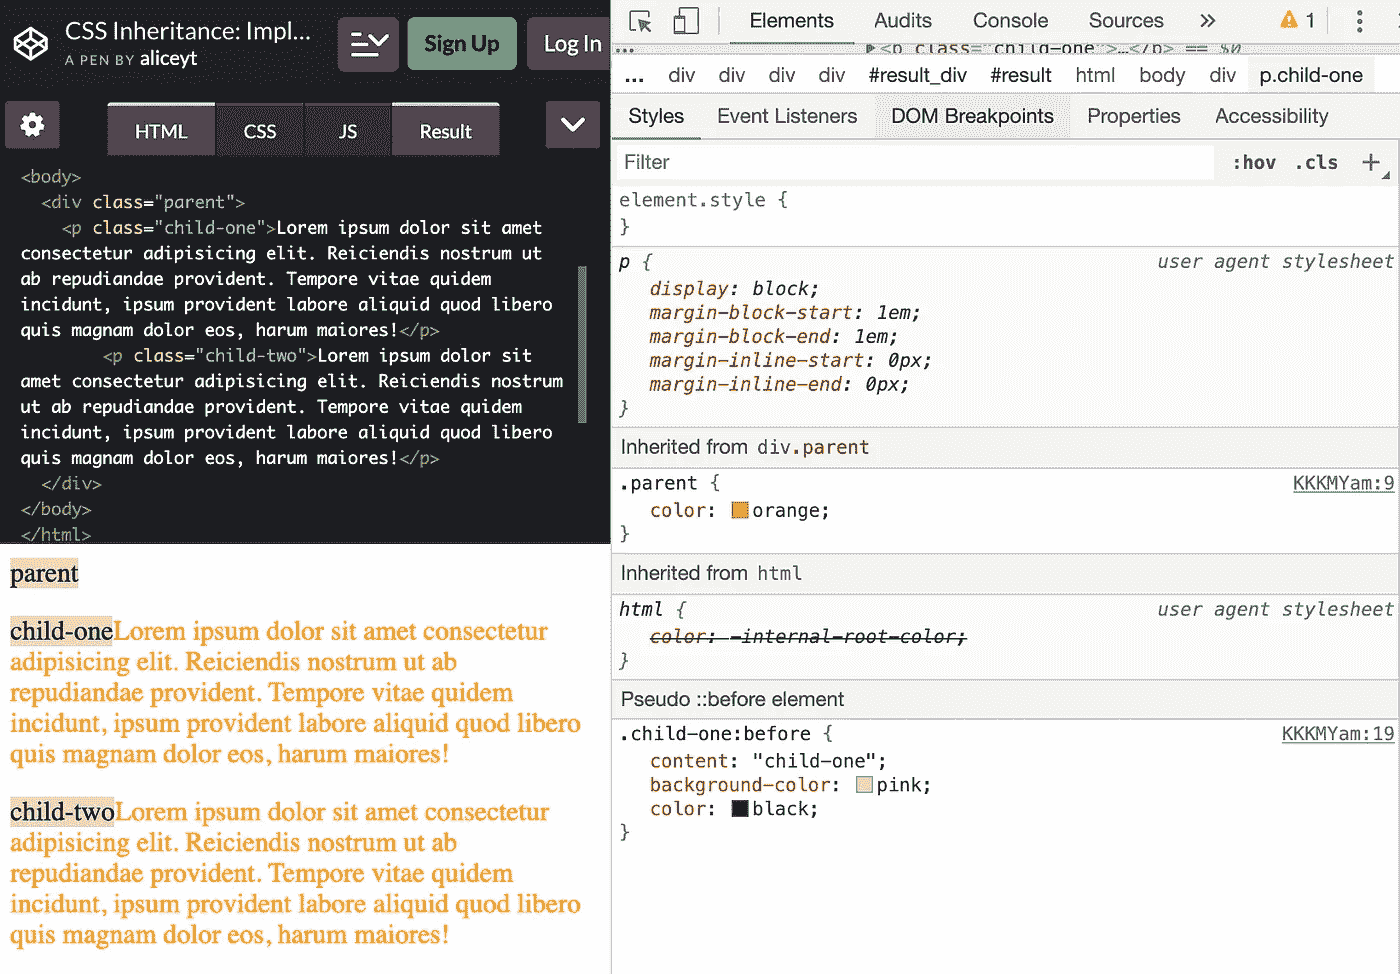 CSS Inheritance: Impl...
A PEN BY aliceyt
Sign Up
Log In
HTML
CSS
JS
Result
<body>
<div class="parent">
<p class="child-one">Lorem ipsum dolor sit amet
consectetur adipisicing elit. Reiciendis nostrum ut
ab repudiandae provident. Tempore vitae quidem
incidunt, ipsum provident labore aliquid quod libero
quis magnam dolor eos, harum maiores!</p>
<p class="child-two">Lorem ipsum dolor sit
amet consectetur adipisicing elit. Reiciendis nostrum
ut ab repudiandae provident. Tempore vitae quidem
incidunt, ipsum provident labore aliquid quod libero
quis magnam dolor eos, harum maiores!</p>
</div>
</body>
</html>
parent
child-oneLorem ipsum dolor sit amet consectetur
adipisicing elit. Reiciendis nostrum ut ab
repudiandae provident. Tempore vitae quidem
incidunt, ipsum provident labore aliquid quod libero
quis magnam dolor eos, harum maiores!
child-twoLorem ipsum dolor sit amet consectetur
adipisicing elit. Reiciendis nostrum ut ab
repudiandae provident. Tempore vitae quidem
incidunt, ipsum provident labore aliquid quod libero
quis magnam dolor eos, harum maiores!
Elements Audits Console Sources » 1
... <p class="child-one">…</p> == $0
... div div div div #result_div #result html body div p.child-one
Styles Event Listeners DOM Breakpoints Properties Accessibility
Filter :hov .cls +
element.style {
}
p { user agent stylesheet
display: block;
margin-block-start: 1em;
margin-block-end: 1em;
margin-inline-start: 0px;
margin-inline-end: 0px;
}
Inherited from div.parent
.parent { KKKMYam:9
color: orange;
}
Inherited from html
html { user agent stylesheet
color: -internal-root-color;
}
Pseudo ::before element
.child-one:before { KKKMYam:19
content: "child-one";
background-color: pink;
color: black;
}